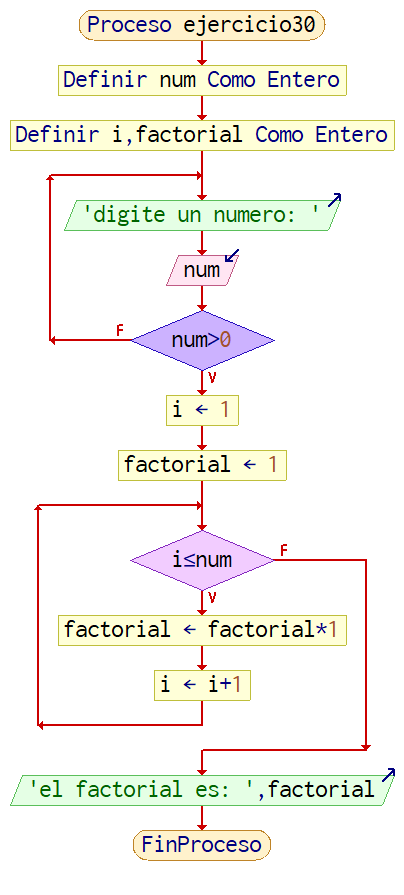 Proceso ejercicio30
Definir num Como Entero
Definir i,factorial Como Entero
'digite un numero: '
num
num>0
F
V
i ← 1
factorial ← 1
i≤num
F
V
factorial ← factorial*1
i ← i+1
'el factorial es: ',factorial
FinProceso